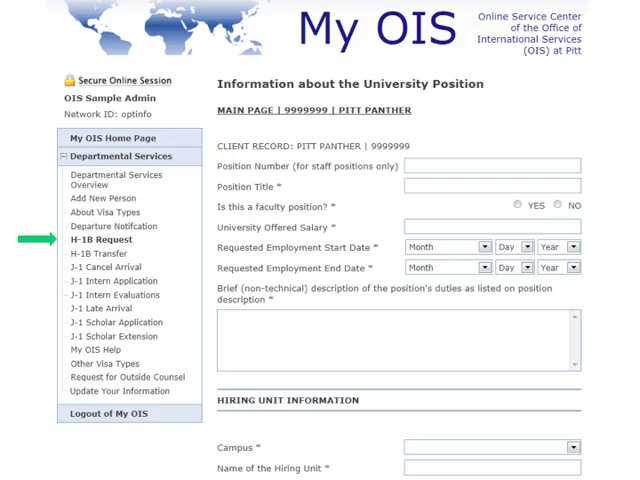 My OIS
Online Service Center
of the Office of
International Services
(OIS) at Pitt
Secure Online Session
OIS Sample Admin
Network ID: optinfo
My OIS Home Page
Departmental Services
Departmental Services
Overview
Add New Person
About Visa Types
Departure Notifcation
H-1B Request
H-1B Transfer
J-1 Cancel Arrival
J-1 Intern Application
J-1 Intern Evaluations
J-1 Late Arrival
J-1 Scholar Application
J-1 Scholar Extension
My OIS Help
Other Visa Types
Request for Outside Counsel
Update Your Information
Logout of My OIS
Information about the University Position
MAIN PAGE | 9999999 | PITT PANTHER
CLIENT RECORD: PITT PANTHER | 9999999
Position Number (for staff positions only)
Position Title *
Is this a faculty position? * YES NO
University Offered Salary *
Requested Employment Start Date * Month Day Year
Requested Employment End Date * Month Day Year
Brief (non-technical) description of the position's duties as listed on position
description *
HIRING UNIT INFORMATION
Campus *
Name of the Hiring Unit *